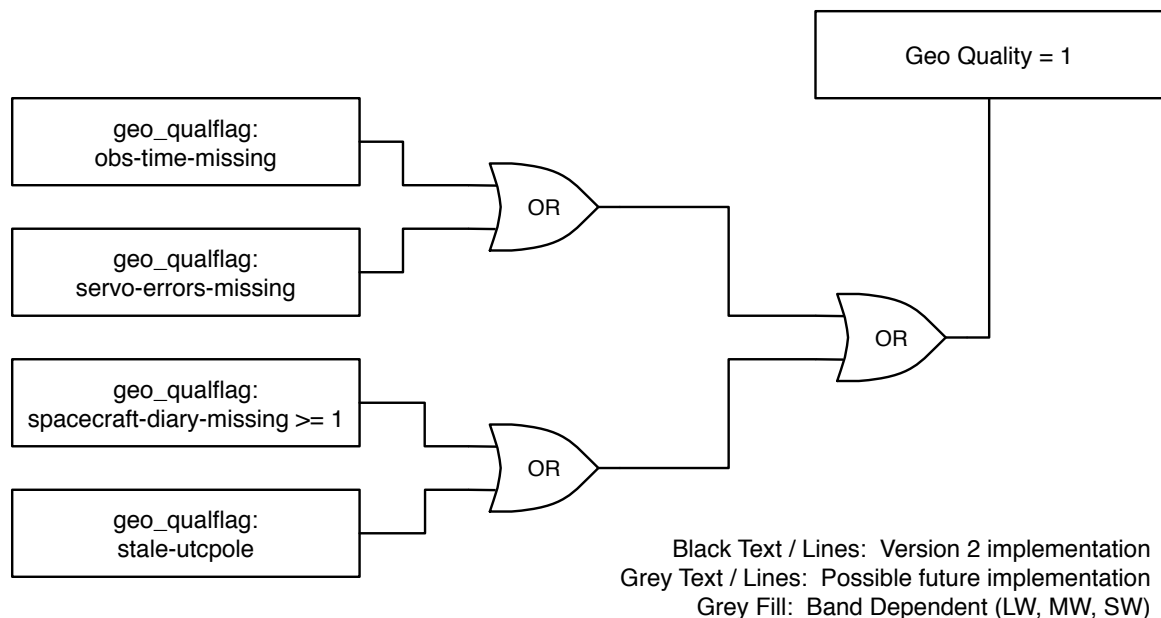 Geo Quality = 1
geo_qualflag:
obs-time-missing
OR
geo_qualflag:
servo-errors-missing
OR
geo_qualflag:
spacecraft-diary-missing >= 1
OR
geo_qualflag:
stale-utcpole
Black Text / Lines:  Version 2 implementation
Grey Text / Lines:  Possible future implementation
Grey Fill:  Band Dependent (LW, MW, SW)